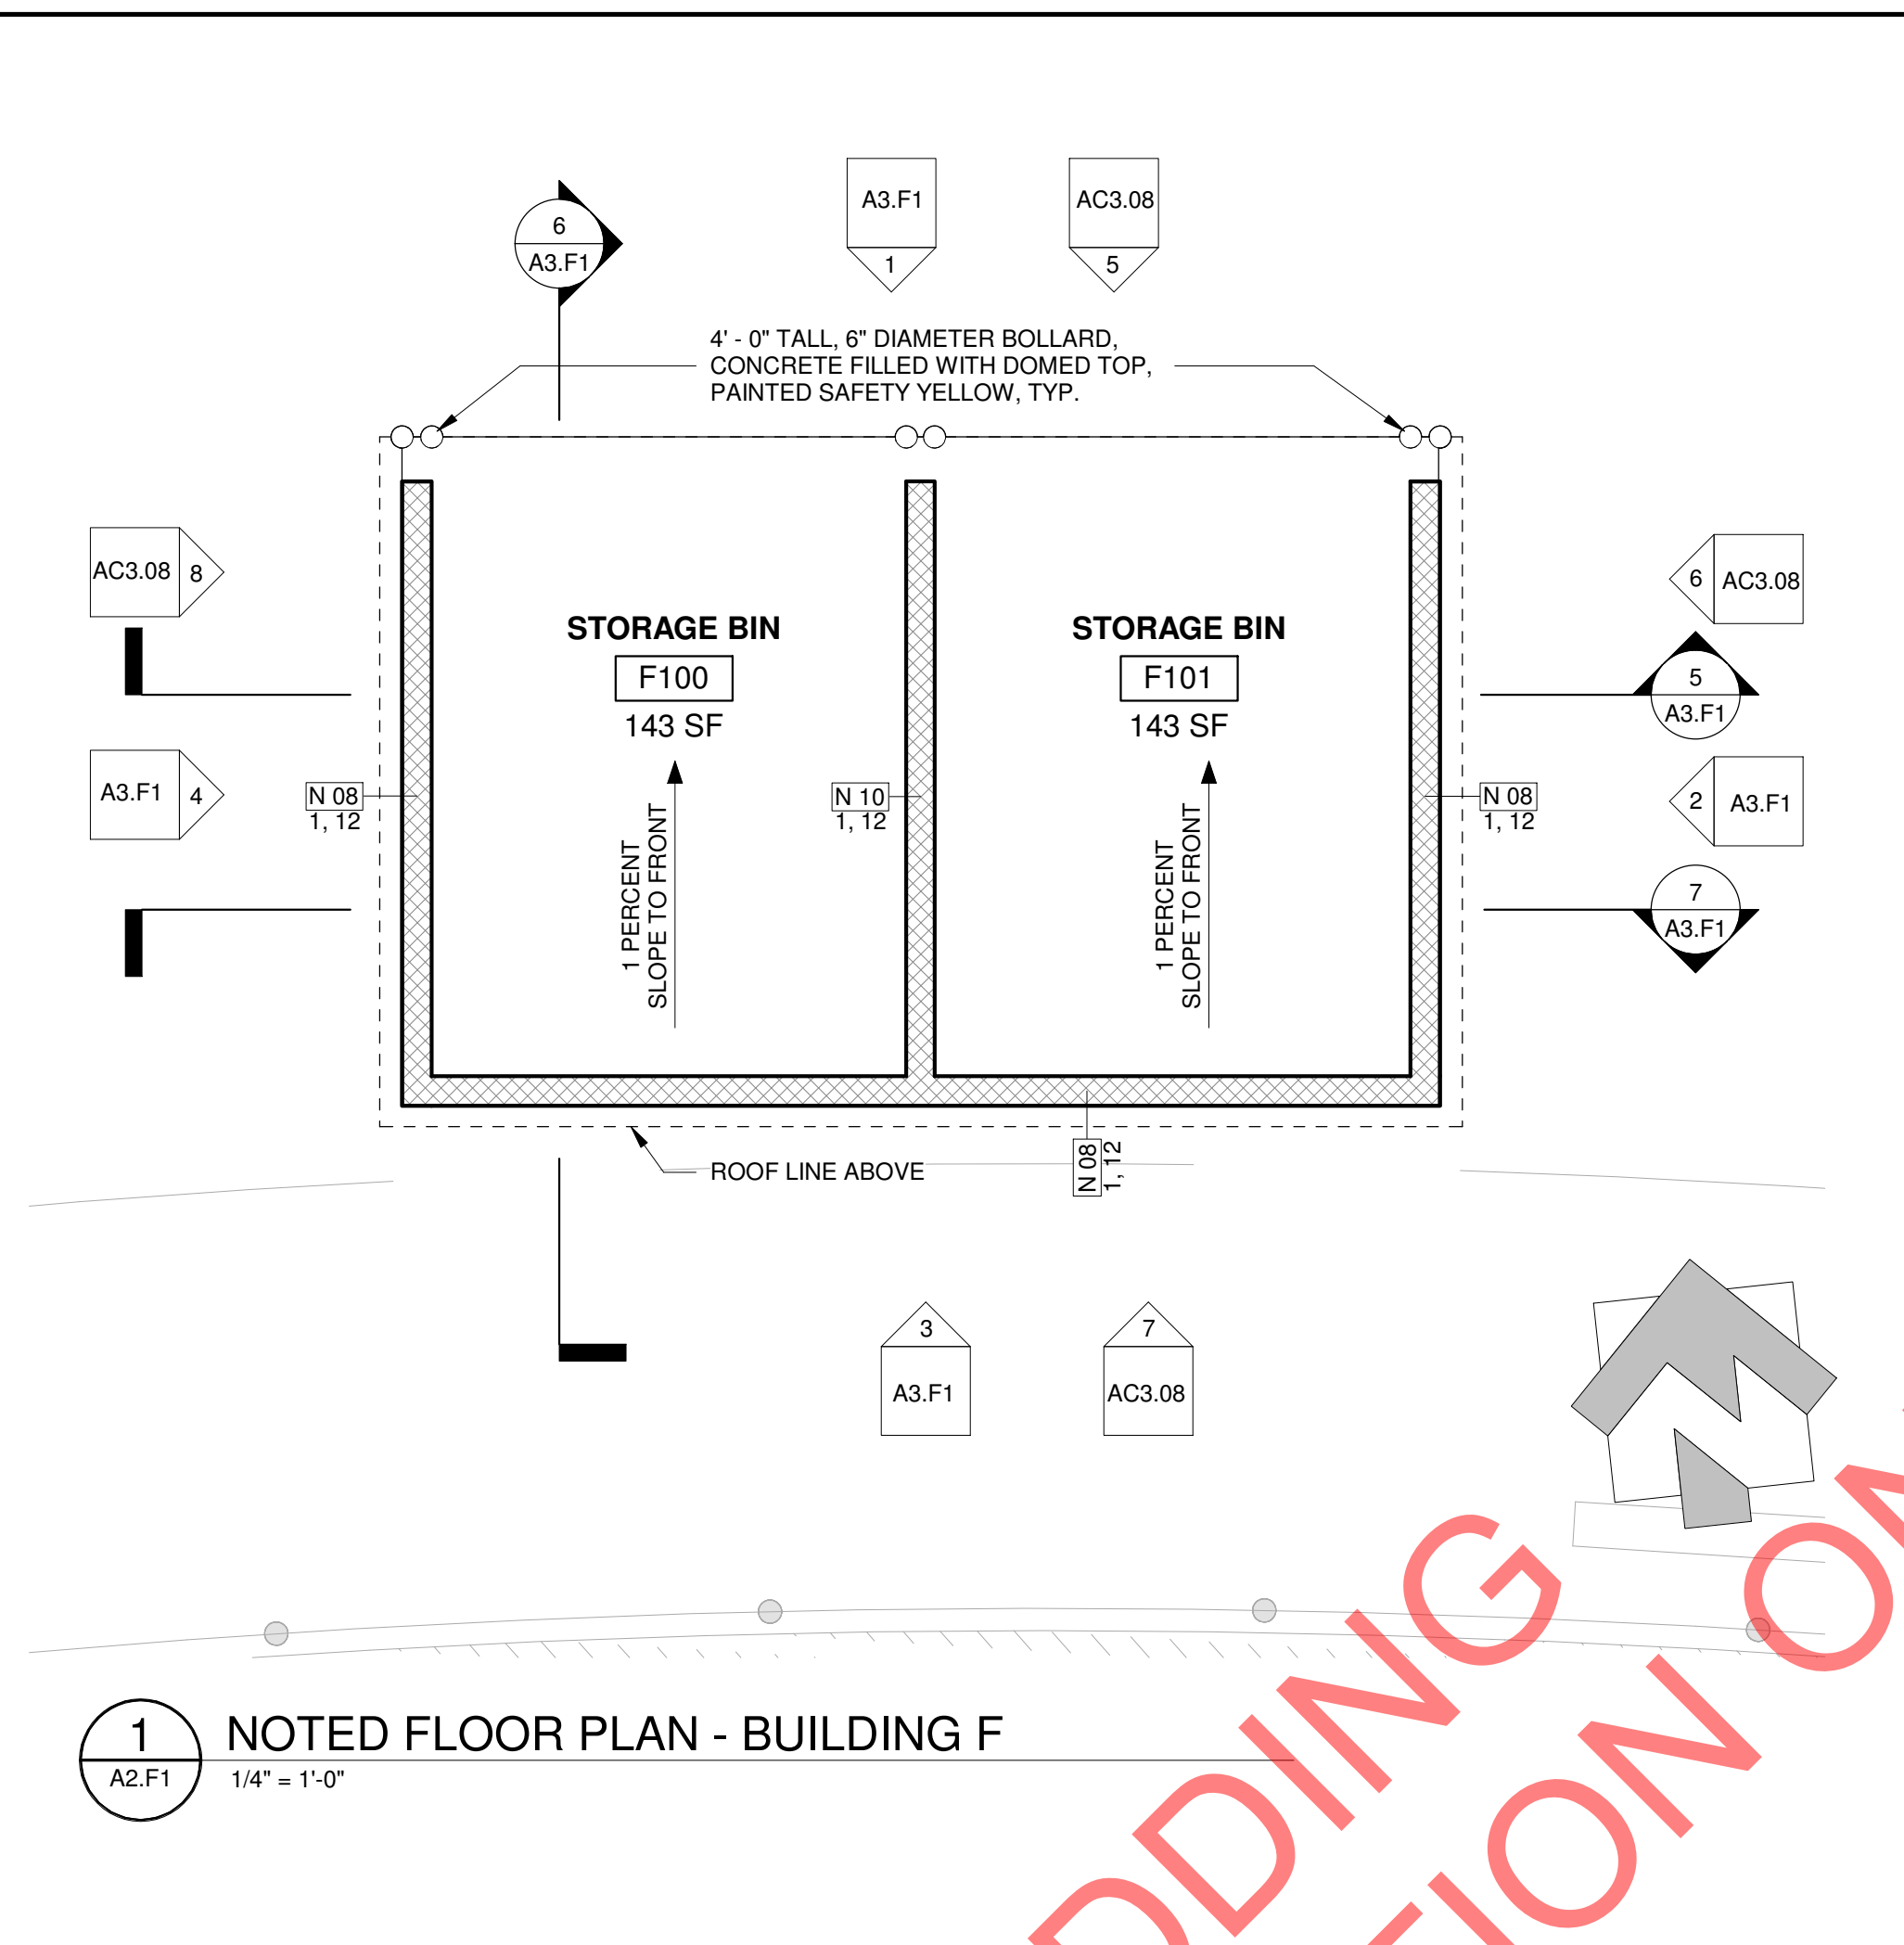 6
A3.F1
A3.F1
1
AC3.08
5
4' - 0" TALL, 6" DIAMETER BOLLARD,
CONCRETE FILLED WITH DOMED TOP,
PAINTED SAFETY YELLOW, TYP.
AC3.08 8
6 AC3.08
STORAGE BIN
F100
143 SF
STORAGE BIN
F101
143 SF
5
A3.F1
A3.F1 4
2 A3.F1
N 08
1, 12
N 10
1, 12
N 08
1, 12
1 PERCENT
SLOPE TO FRONT
1 PERCENT
SLOPE TO FRONT
7
A3.F1
ROOF LINE ABOVE
N 08
1, 12
3
A3.F1
7
AC3.08
1
A2.F1
NOTED FLOOR PLAN - BUILDING F
1/4" = 1'-0"